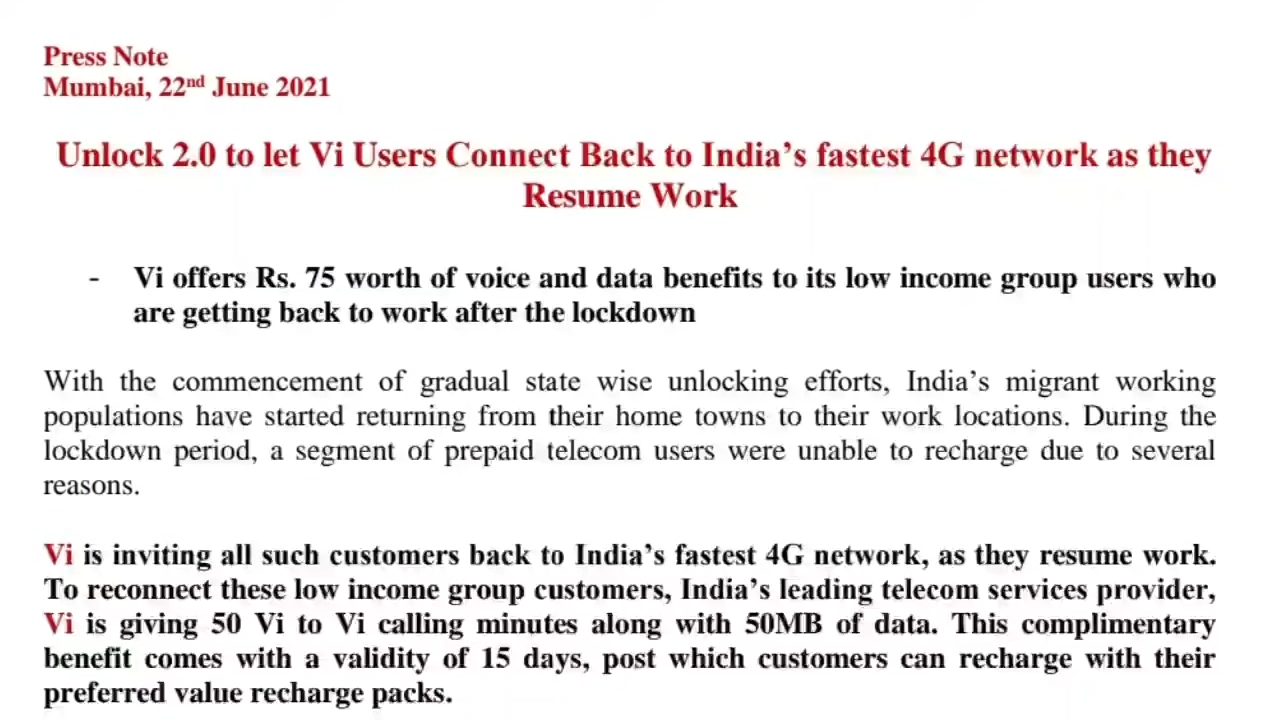 Press Note
Mumbai, 22nd June 2021
Unlock 2.0 to let Vi Users Connect Back to India's fastest 4G network as they
Resume Work
- Vi offers Rs. 75 worth of voice and data benefits to its low income group users who
are getting back to work after the lockdown
With the commencement of gradual state wise unlocking efforts, India's migrant working
populations have started returning from their home towns to their work locations. During the
lockdown period, a segment of prepaid telecom users were unable to recharge due to several
reasons.
Vi is inviting all such customers back to India's fastest 4G network, as they resume work.
To reconnect these low income group customers, India's leading telecom services provider,
Vi is giving 50 Vi to Vi calling minutes along with 50MB of data. This complimentary
benefit comes with a validity of 15 days, post which customers can recharge with their
preferred value recharge packs.